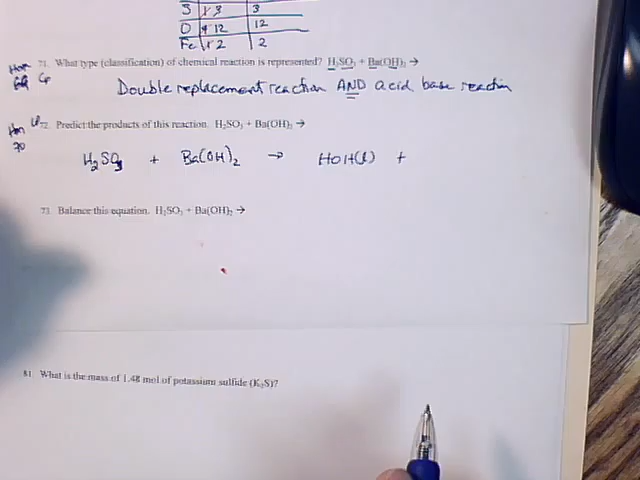 S 3 3
O 12 12
Fe 2 2
71. What type (classification) of chemical reaction is represented? H₂SO₃ + Ba(OH)₂ →
Double replacement reaction AND acid base reaction
72. Predict the products of this reaction. H₂SO₃ + Ba(OH)₂ →
H₂SO₃ + Ba(OH)₂ → HOH(l) +
73. Balance this equation. H₂SO₃ + Ba(OH)₂ →
81. What is the mass of 1.48 mol of potassium sulfide (K₂S)?